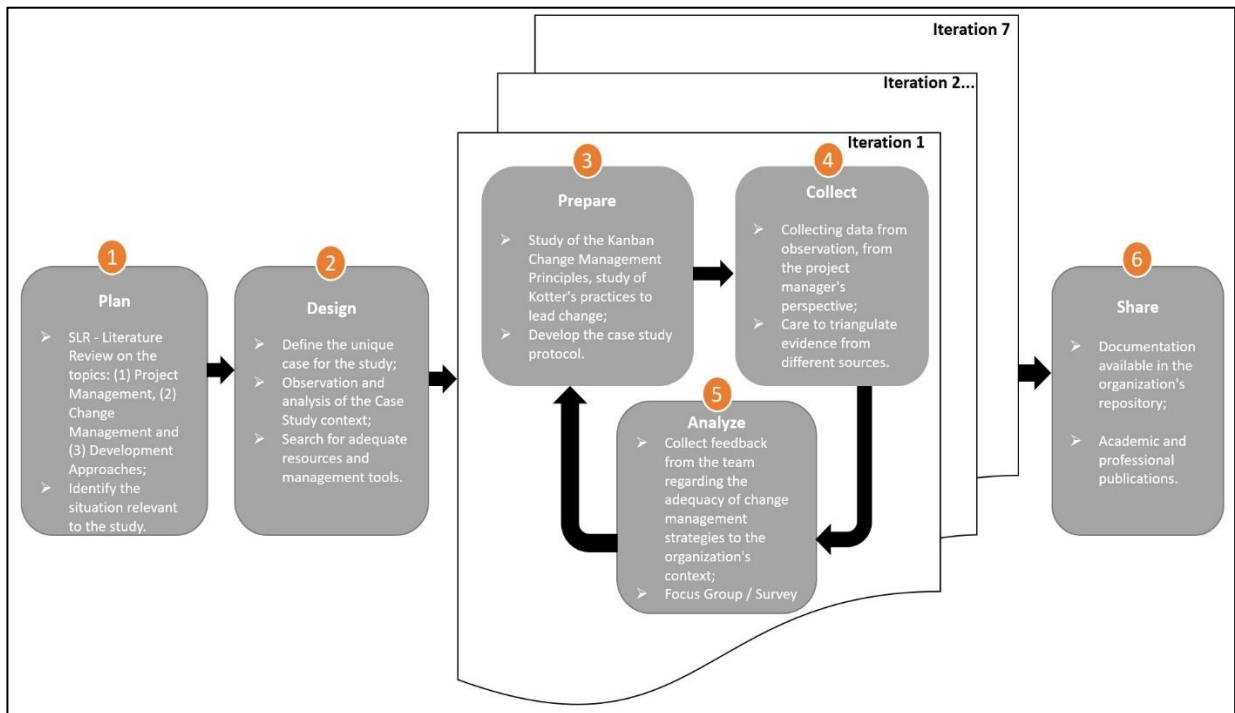 Iteration 7
Iteration 2...
Iteration 1
1
Plan
➢ SLR - Literature
Review on the
topics: (1) Project
Management, (2)
Change
Management and
(3) Development
Approaches;
➢ Identify the
situation relevant
to the study.
2
Design
➢ Define the unique
case for the study;
➢ Observation and
analysis of the Case
Study context;
➢ Search for adequate
resources and
management tools.
3
Prepare
➢ Study of the Kanban
Change Management
Principles, study of
Kotter's practices to
lead change;
➢ Develop the case study
protocol.
4
Collect
➢ Collecting data from
observation, from
the project
manager's
perspective;
➢ Care to triangulate
evidence from
different sources.
5
Analyze
➢ Collect feedback
from the team
regarding the
adequacy of change
management
strategies to the
organization's
context;
➢ Focus Group / Survey
6
Share
➢ Documentation
available in the
organization's
repository;
➢ Academic and
professional
publications.